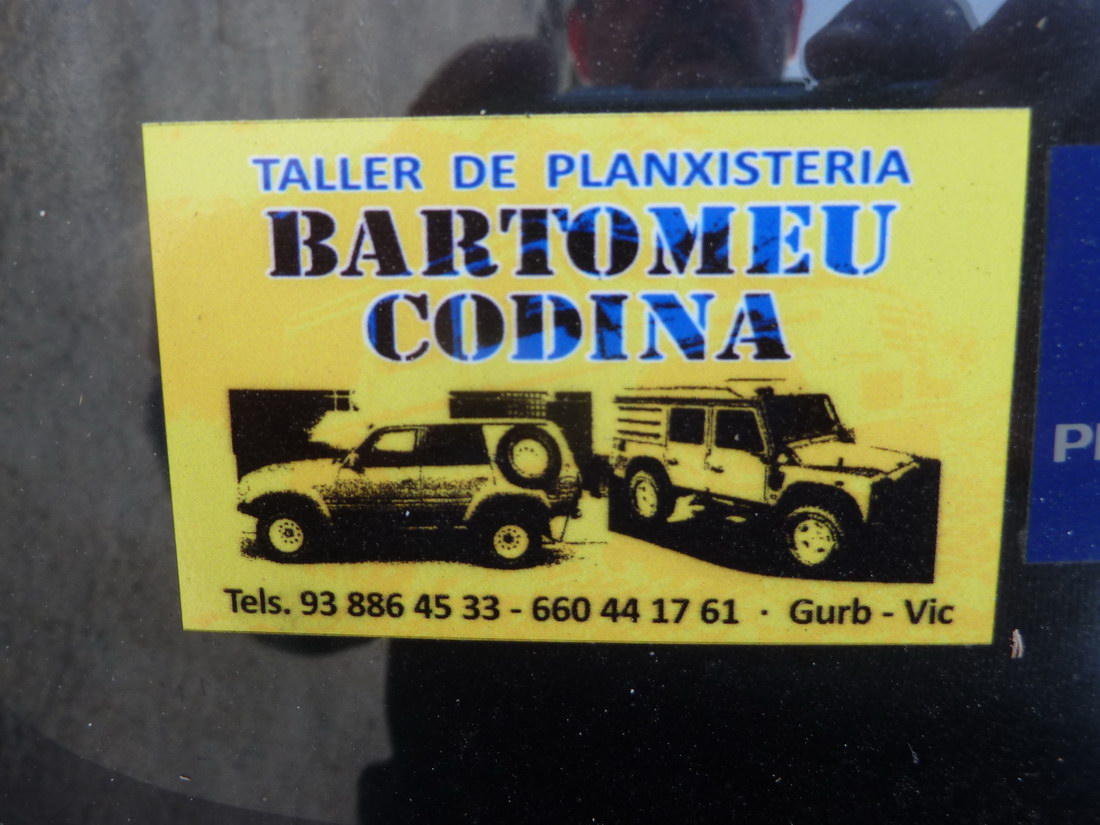 TALLER DE PLANXISTERIA
BARTOMEU
CODINA
Tels. 93 886 45 33 - 660 44 17 61 · Gurb - Vic